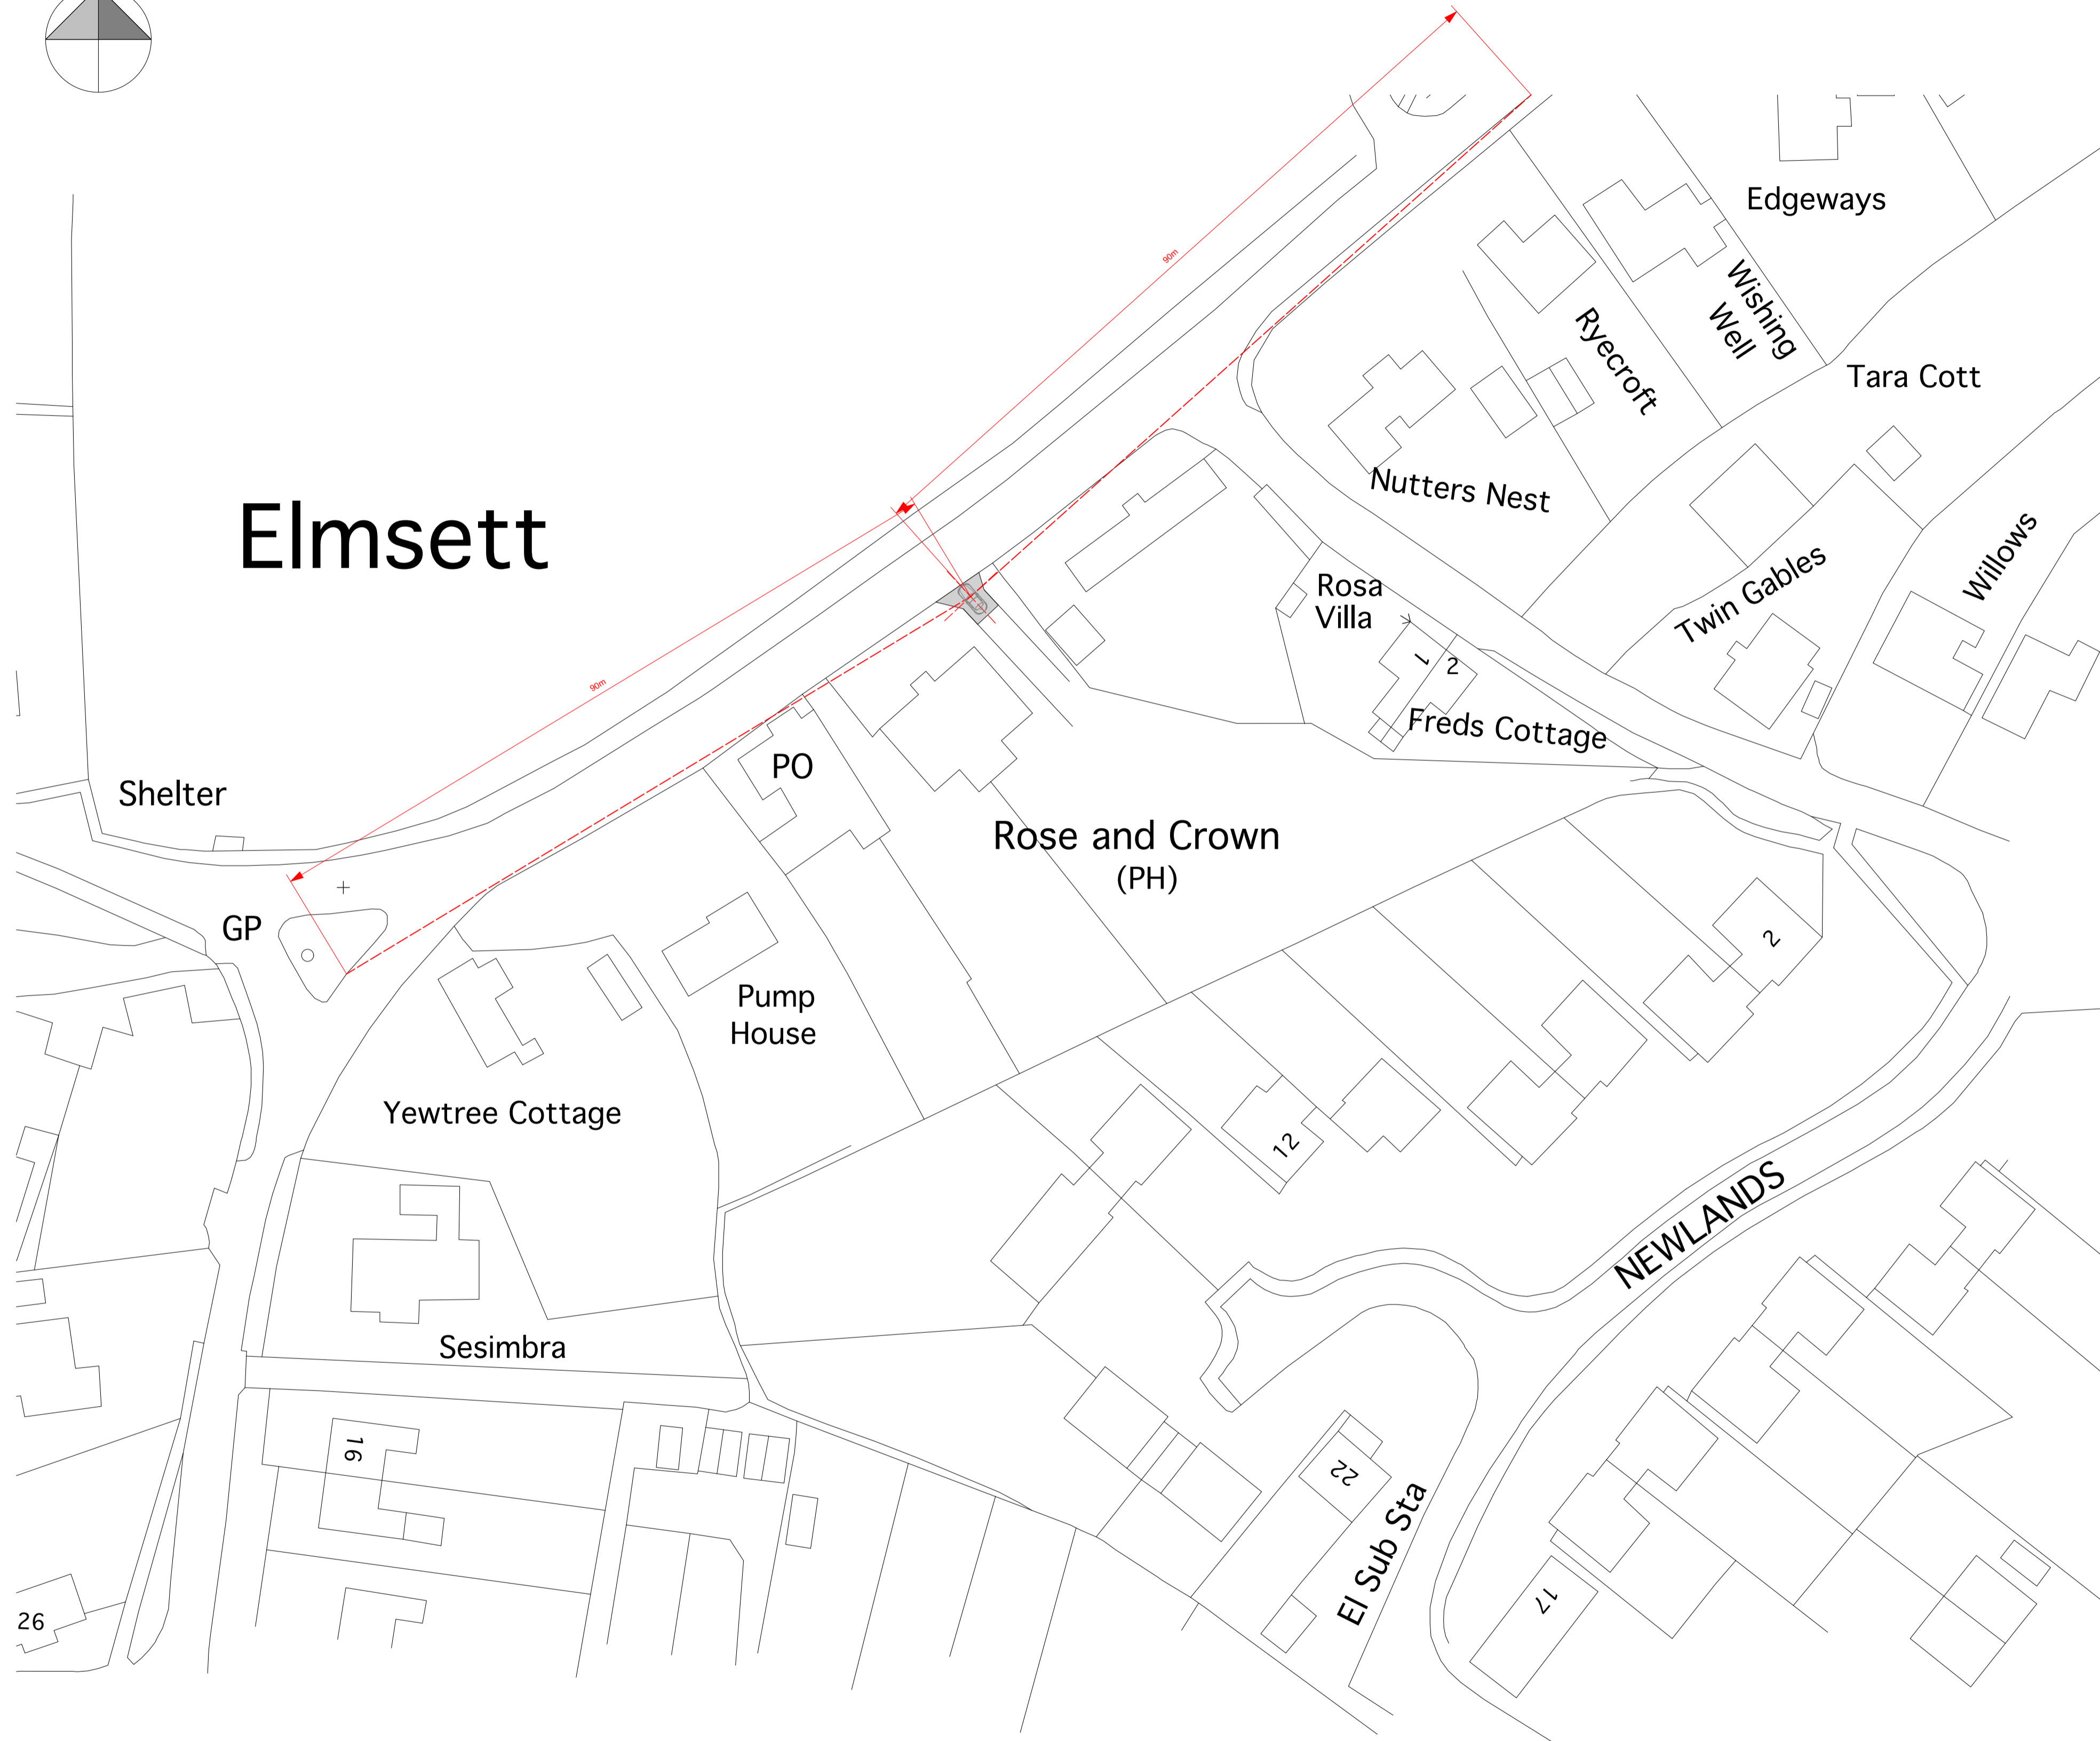 90m
Edgeways
Wishing
Well
Ryecroft
Tara Cott
Elmsett
Nutters Nest
Willows
Twin Gables
Rosa
Villa
1
2
90m
Freds Cottage
PO
Shelter
Rose and Crown
(PH)
GP
2
Pump
House
Yewtree Cottage
12
NEWLANDS
Sesimbra
16
22
El Sub Sta
17
26